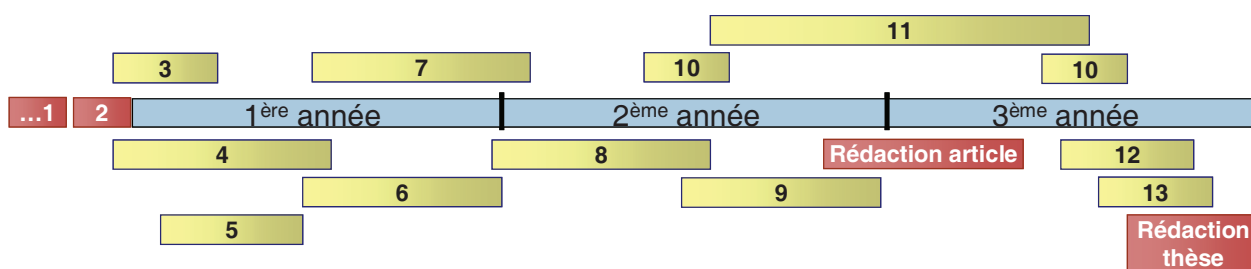 11
3
7
10
10
...1
2
1ère année
2ème année
3ème année
4
8
Rédaction article
12
6
9
13
5
Rédaction
thèse